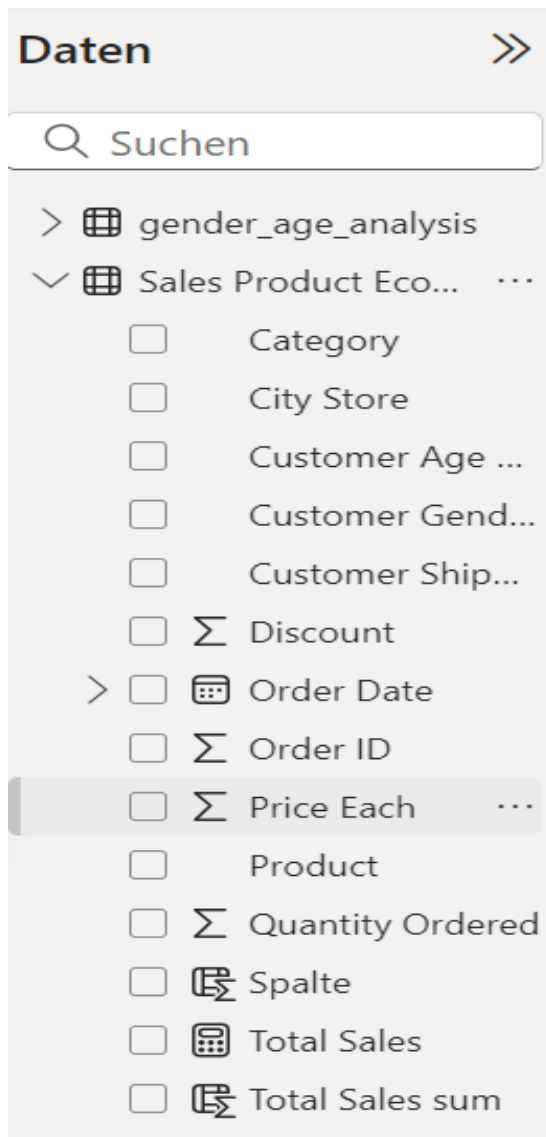 Daten
Suchen
gender_age_analysis
Sales Product Eco...
Category
City Store
Customer Age ...
Customer Gend...
Customer Ship...
Discount
Order Date
Order ID
Price Each
Product
Quantity Ordered
Spalte
Total Sales
Total Sales sum